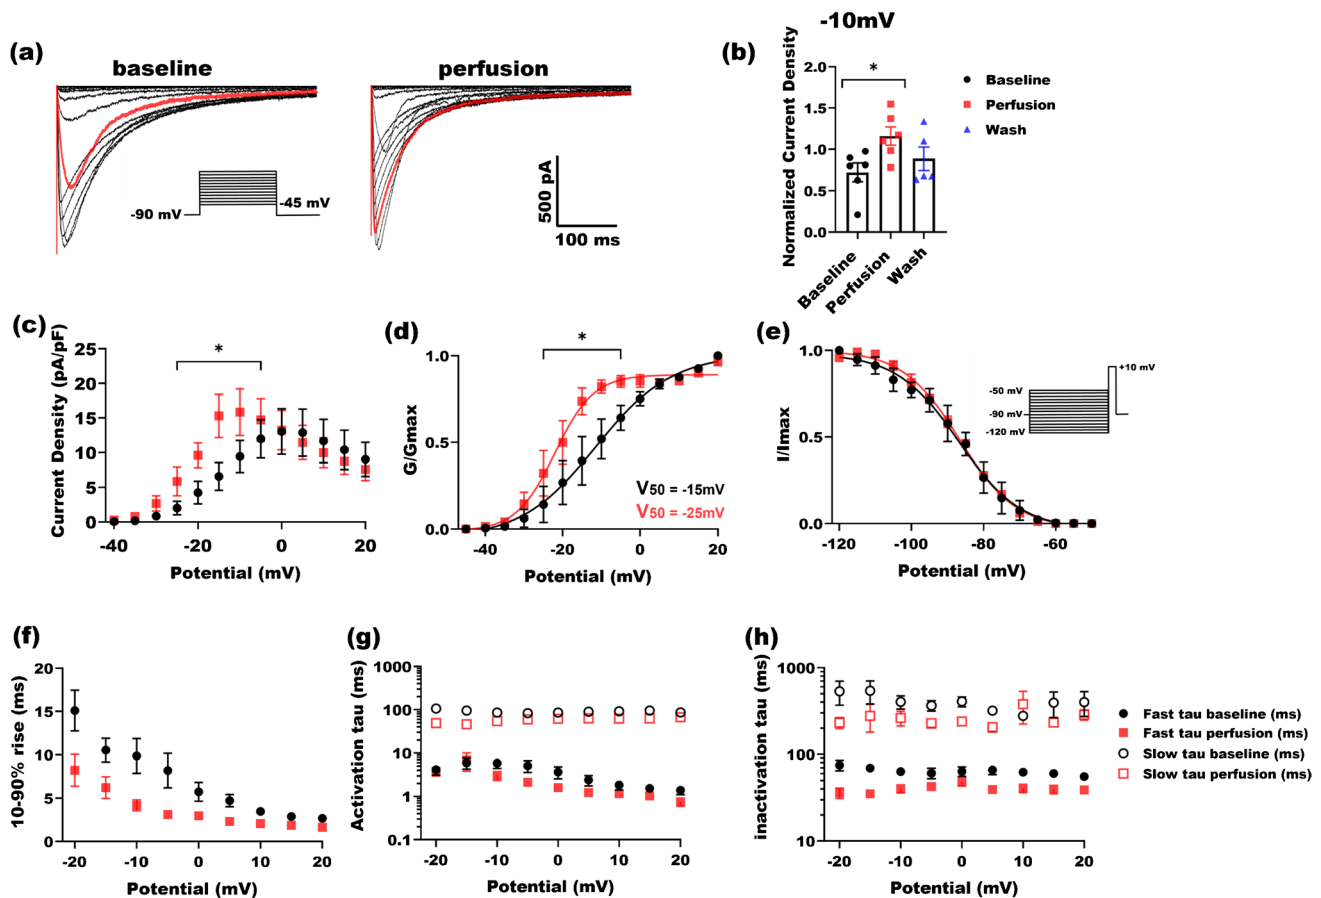 (a)
baseline
perfusion
-90 mV
-45 mV
500 pA
100 ms
-10mV
(b)
Normalized Current Density
2.0
1.5
1.0
0.5
0.0
*
Baseline
Perfusion
Wash
Baseline
Perfusion
Wash
(c)
Current Density (pA/pF)
25
20
15
10
5
0
*
-40
-20
0
20
Potential (mV)
(d)
G/Gmax
1.0
0.5
0.0
*
V50 = -15mV
V50 = -25mV
-40
-20
0
20
Potential (mV)
(e)
I/Imax
1.0
0.5
0.0
+10 mV
-50 mV
-90 mV
-120 mV
-120
-100
-80
-60
Potential (mV)
(f)
10-90% rise (ms)
20
15
10
5
0
-20
-10
0
10
20
Potential (mV)
(g)
Activation tau (ms)
1000
100
10
1
0.1
-20
-10
0
10
20
Potential (mV)
(h)
inactivation tau (ms)
1000
100
10
-20
-10
0
10
20
Potential (mV)
Fast tau baseline (ms)
Fast tau perfusion (ms)
Slow tau baseline (ms)
Slow tau perfusion (ms)